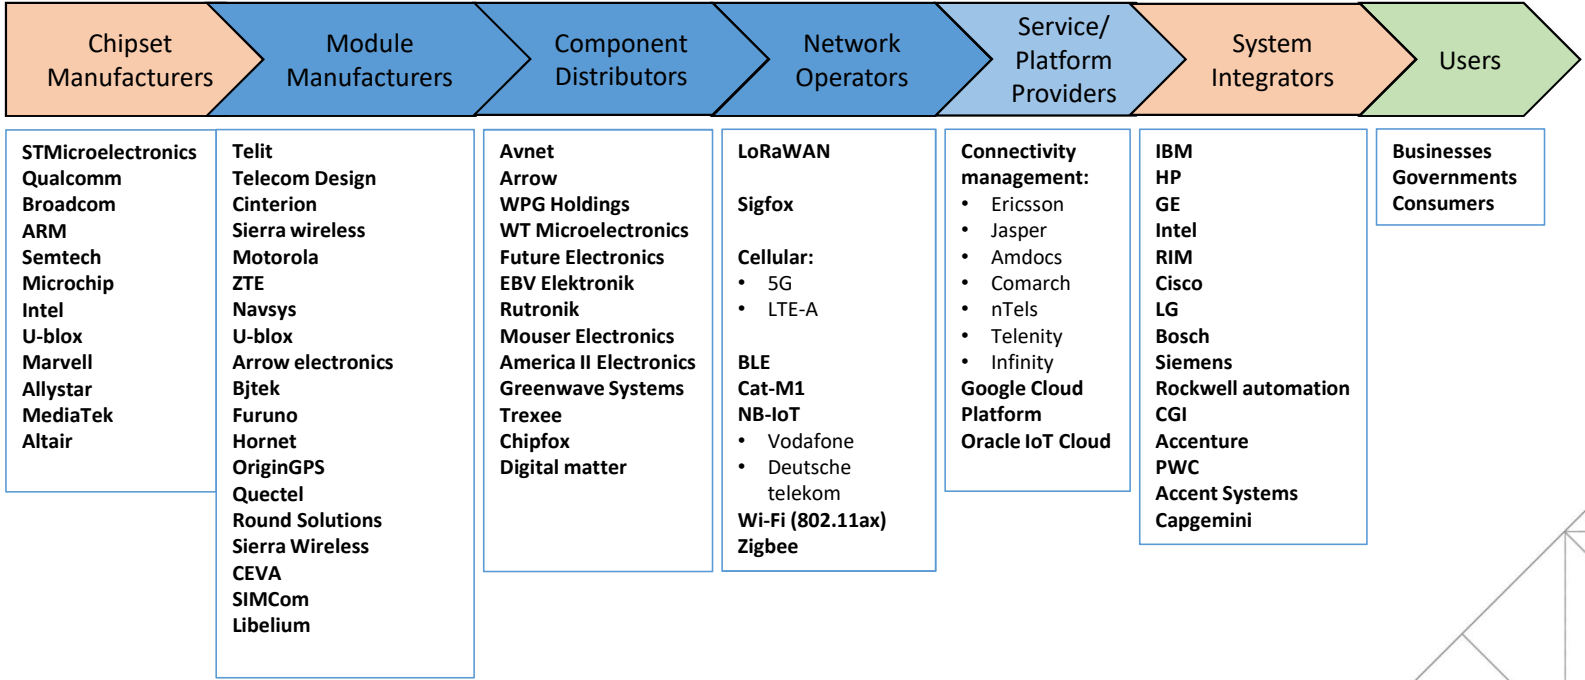 Chipset
Manufacturers
Module
Manufacturers
Component
Distributors
Network
Operators
Service/
Platform
Providers
System
Integrators
Users
STMicroelectronics
Qualcomm
Broadcom
ARM
Semtech
Microchip
Intel
U-blox
Marvell
Allystar
MediaTek
Altair
Telit
Telecom Design
Cinterion
Sierra wireless
Motorola
ZTE
Navsys
U-blox
Arrow electronics
Bjtek
Furuno
Hornet
OriginGPS
Quectel
Round Solutions
Sierra Wireless
CEVA
SIMCom
Libelium
Avnet
Arrow
WPG Holdings
WT Microelectronics
Future Electronics
EBV Elektronik
Rutronik
Mouser Electronics
America II Electronics
Greenwave Systems
Trexee
Chipfox
Digital matter
LoRaWAN
Sigfox
Cellular:
• 5G
• LTE-A
BLE
Cat-M1
NB-IoT
• Vodafone
• Deutsche
telekom
Wi-Fi (802.11ax)
Zigbee
Connectivity
management:
• Ericsson
• Jasper
• Amdocs
• Comarch
• nTels
• Telenity
• Infinity
Google Cloud
Platform
Oracle IoT Cloud
IBM
HP
GE
Intel
RIM
Cisco
LG
Bosch
Siemens
Rockwell automation
CGI
Accenture
PWC
Accent Systems
Capgemini
Businesses
Governments
Consumers